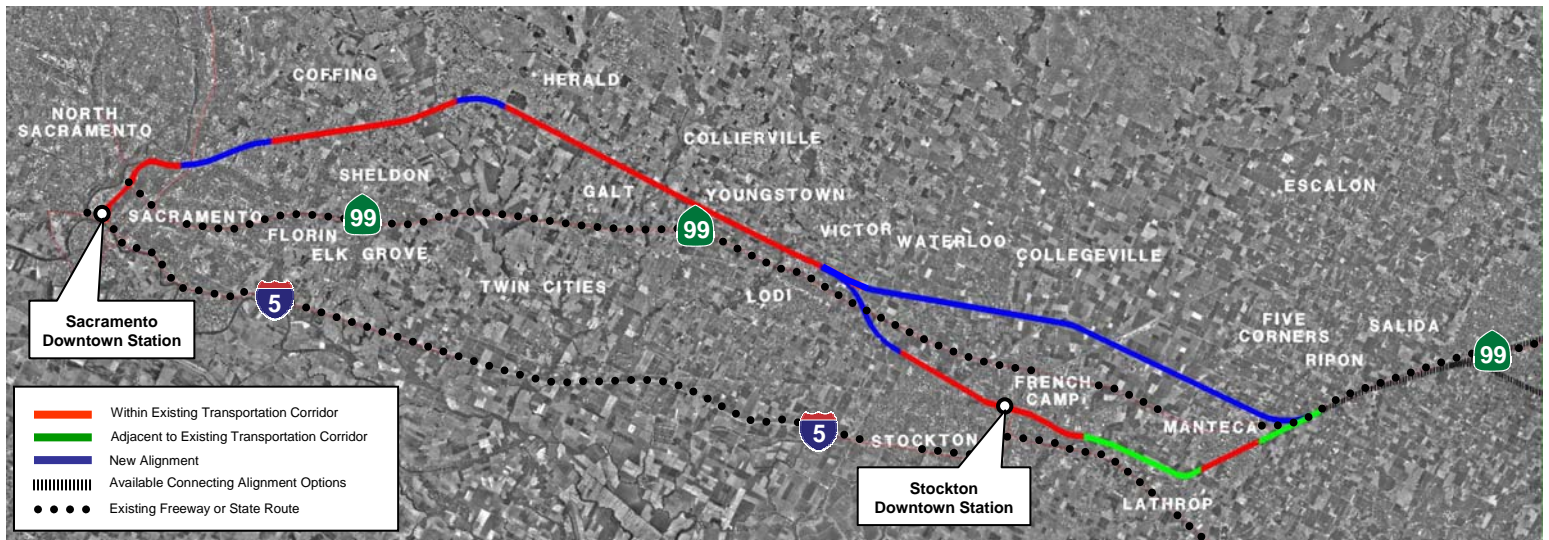 COFFING
HERALD
NORTH
SACRAMENTO
COLLIERVILLE
SHELDON
GALT
YOUNGSTOWN
ESCALON
SACRAMENTO
99
FLORIN
ELK GROVE
99
VICTOR
WATERLOO
COLLEGEVILLE
TWIN CITIES
LODI
5
Sacramento
Downtown Station
FIVE
CORNERS
SALIDA
RIPON
99
FRENCH
CAMP
MANTECA
5
STOCKTON
Stockton
Downtown Station
LATHROP
Within Existing Transportation Corridor
Adjacent to Existing Transportation Corridor
New Alignment
Available Connecting Alignment Options
Existing Freeway or State Route